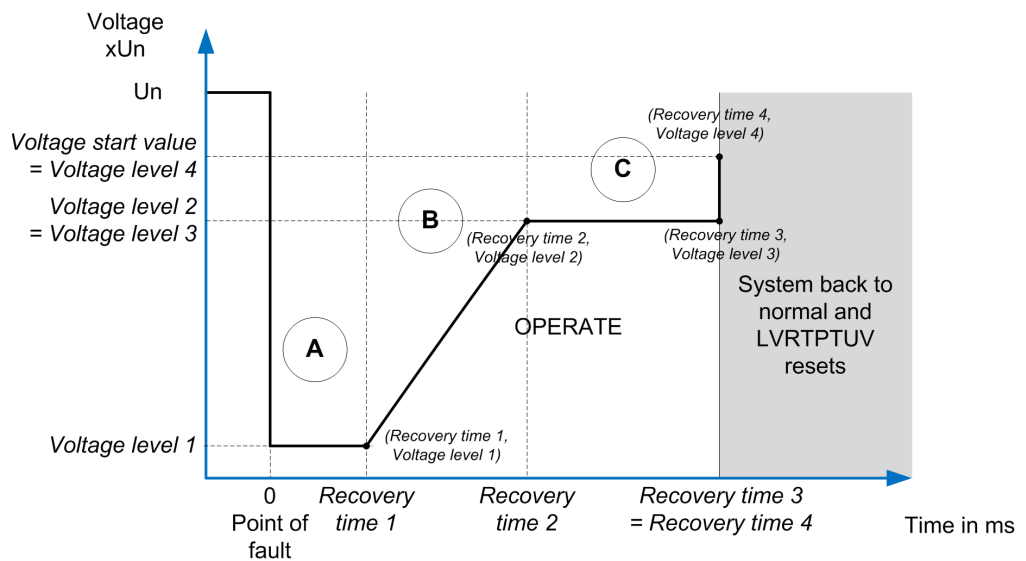 Voltage
xUn
Un
Voltage start value
= Voltage level 4
Voltage level 2
= Voltage level 3
Voltage level 1
A
B
C
(Recovery time 4,
Voltage level 4)
(Recovery time 2,
Voltage level 2)
(Recovery time 3,
Voltage level 3)
(Recovery time 1,
Voltage level 1)
OPERATE
System back to
normal and
LVRTPTUV
resets
0
Point of
fault
Recovery
time 1
Recovery
time 2
Recovery time 3
= Recovery time 4
Time in ms